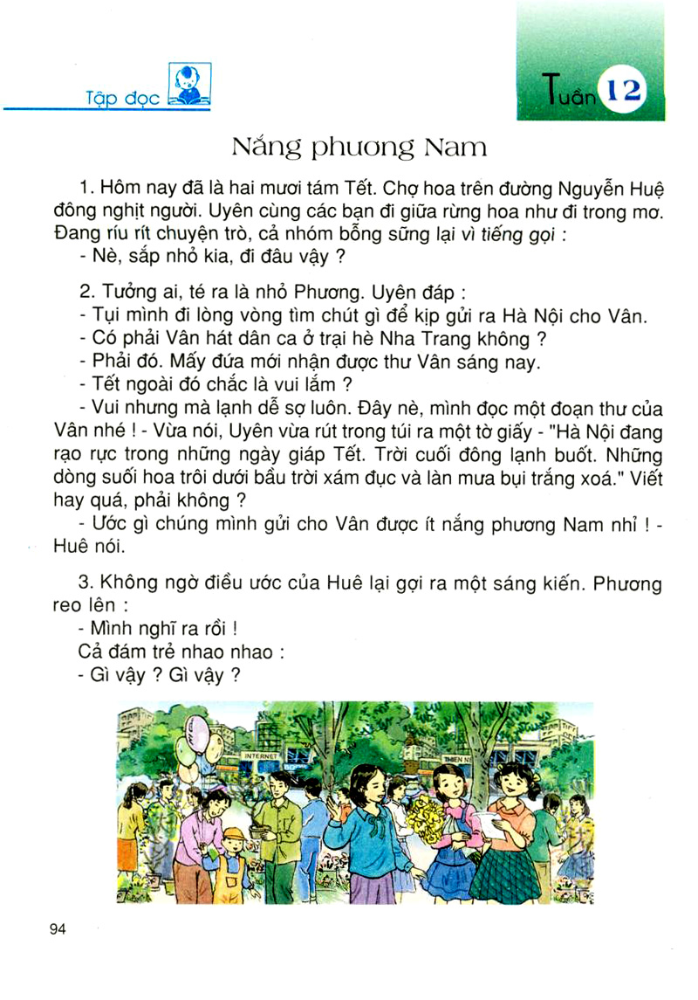 Tập đọc
Tuần 12
Nắng phương Nam
1. Hôm nay đã là hai mươi tám Tết. Chợ hoa trên đường Nguyễn Huệ
đông nghịt người. Uyên cùng các bạn đi giữa rừng hoa như đi trong mơ.
Đang ríu rít chuyện trò, cả nhóm bỗng sững lại vì tiếng gọi :
- Nè, sắp nhỏ kia, đi đâu vậy ?
2. Tưởng ai, té ra là nhỏ Phương. Uyên đáp :
- Tụi mình đi lòng vòng tìm chút gì để kịp gửi ra Hà Nội cho Vân.
- Có phải Vân hát dân ca ở trại hè Nha Trang không ?
- Phải đó. Mấy đứa mới nhận được thư Vân sáng nay.
- Tết ngoài đó chắc là vui lắm ?
- Vui nhưng mà lạnh dễ sợ luôn. Đây nè, mình đọc một đoạn thư của
Vân nhé ! - Vừa nói, Uyên vừa rút trong túi ra một tờ giấy - "Hà Nội đang
rạo rực trong những ngày giáp Tết. Trời cuối đông lạnh buốt. Những
dòng suối hoa trôi dưới bầu trời xám đục và làn mưa bụi trắng xoá." Viết
hay quá, phải không ?
- Ước gì chúng mình gửi cho Vân được ít nắng phương Nam nhỉ ! -
Huê nói.
3. Không ngờ điều ước của Huê lại gợi ra một sáng kiến. Phương
reo lên :
- Mình nghĩ ra rồi !
Cả đám trẻ nhao nhao :
- Gì vậy ? Gì vậy ?
INTERNET
THIEN NE
94